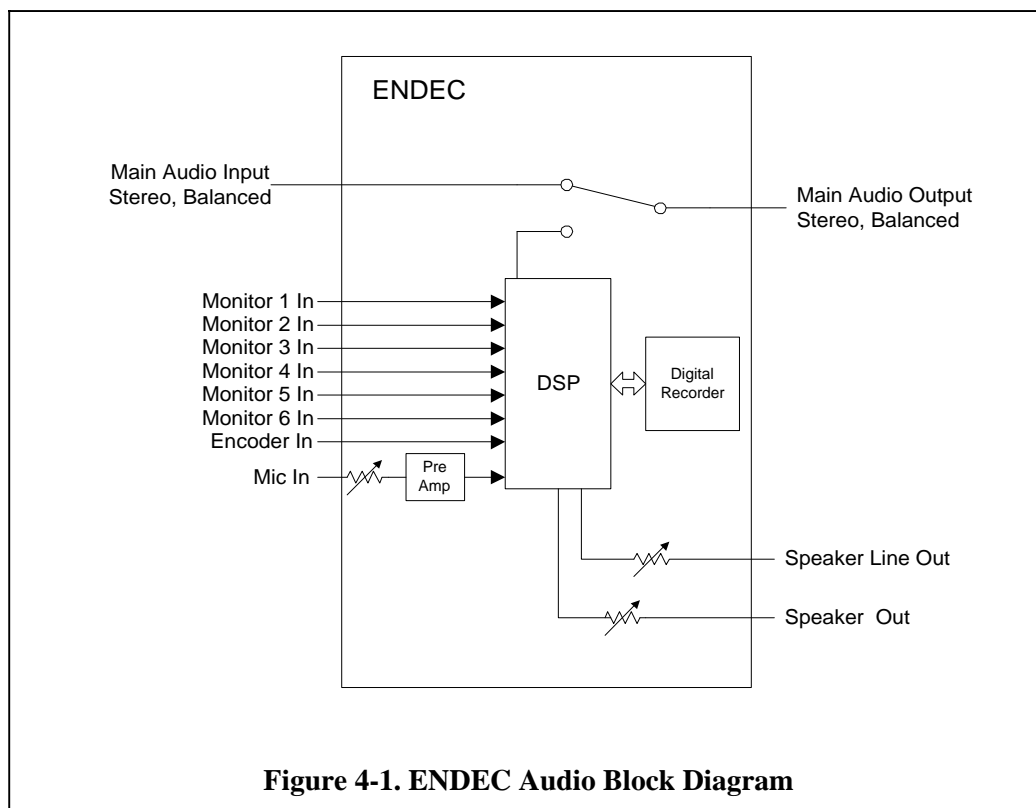 ENDEC
Main Audio Input
Stereo, Balanced
Main Audio Output
Stereo, Balanced
Monitor 1 In
Monitor 2 In
Monitor 3 In
Monitor 4 In
Monitor 5 In
Monitor 6 In
Encoder In
Mic In
Pre
Amp
DSP
Digital
Recorder
Speaker Line Out
Speaker Out
Figure 4-1. ENDEC Audio Block Diagram